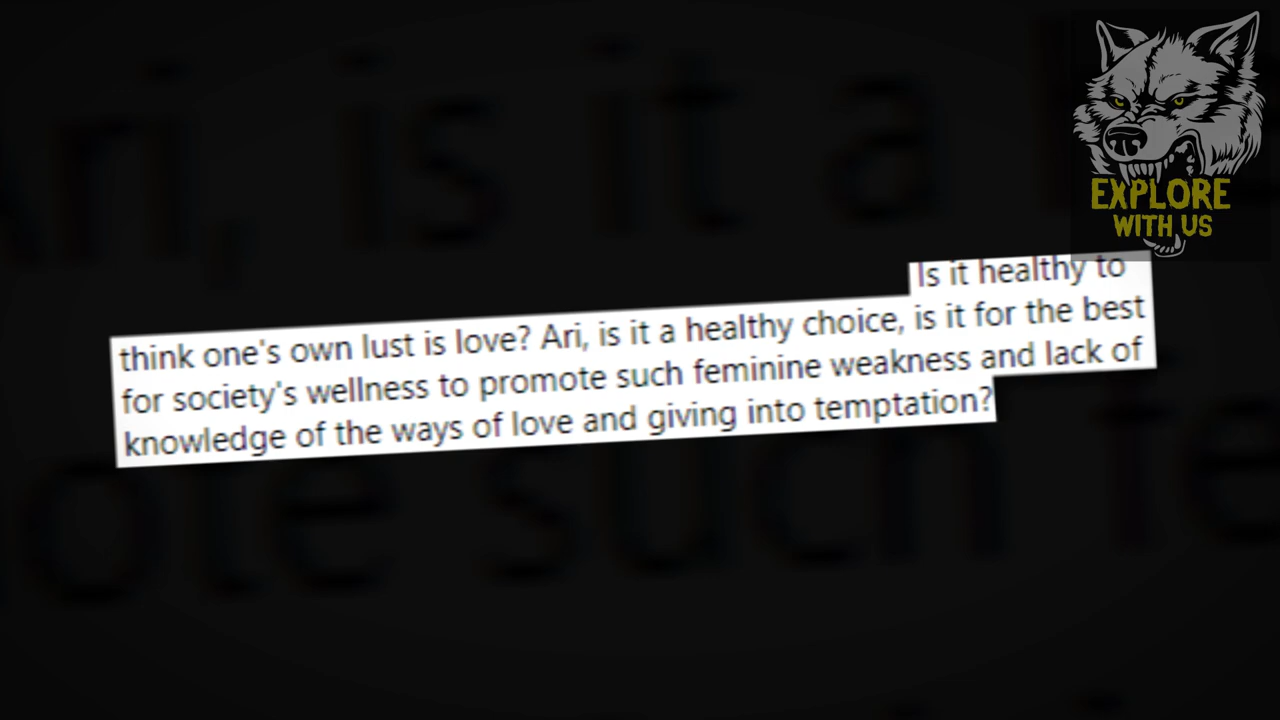 EXPLORE
WITH US
Is it healthy to
think one's own lust is love? Ari, is it a healthy choice, is it for the best
for society's wellness to promote such feminine weakness and lack of
knowledge of the ways of love and giving into temptation?